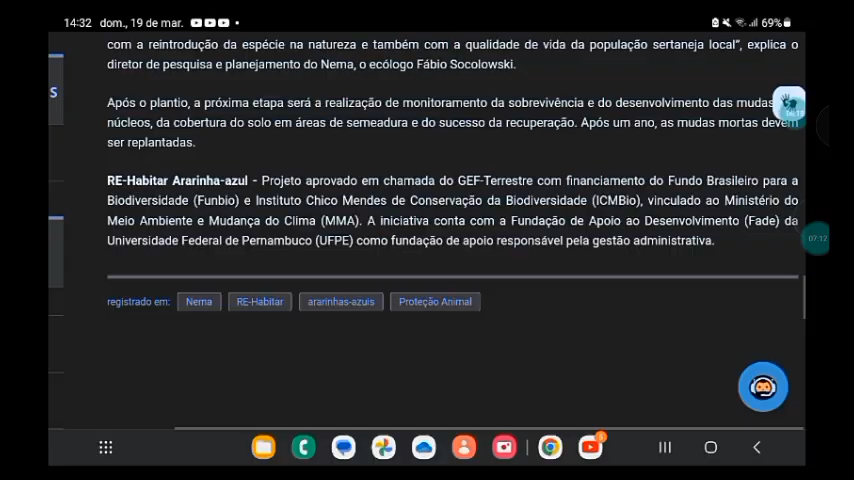 14:32 dom., 19 de mar.
69%
com a reintrodução da espécie na natureza e também com a qualidade de vida da população sertaneja local”, explica o
diretor de pesquisa e planejamento do Nema, o ecólogo Fábio Socolowski.
S
Após o plantio, a próxima etapa será a realização de monitoramento da sobrevivência e do desenvolvimento das mudas
núcleos, da cobertura do solo em áreas de semeadura e do sucesso da recuperação. Após um ano, as mudas mortas devem
ser replantadas.
RE-Habitar Ararinha-azul - Projeto aprovado em chamada do GEF-Terrestre com financiamento do Fundo Brasileiro para a
Biodiversidade (Funbio) e Instituto Chico Mendes de Conservação da Biodiversidade (ICMBio), vinculado ao Ministério do
Meio Ambiente e Mudança do Clima (MMA). A iniciativa conta com a Fundação de Apoio ao Desenvolvimento (Fade) da
Universidade Federal de Pernambuco (UFPE) como fundação de apoio responsável pela gestão administrativa.
07:12
registrado em: Nema RE-Habitar ararinhas-azuis Proteção Animal